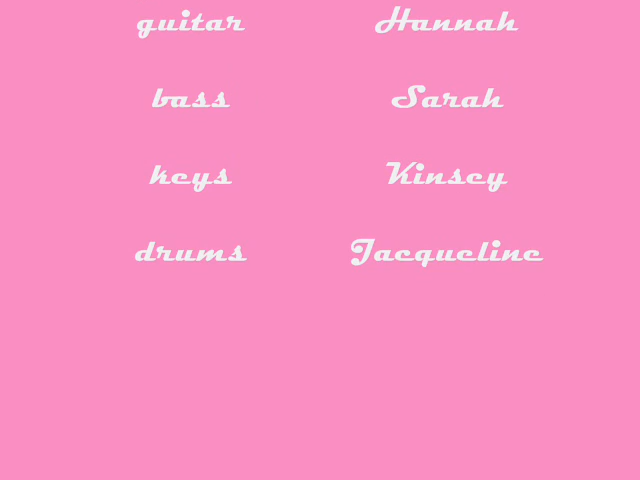 guitar Hannah
bass Sarah
keys Kinsey
drums Jacqueline